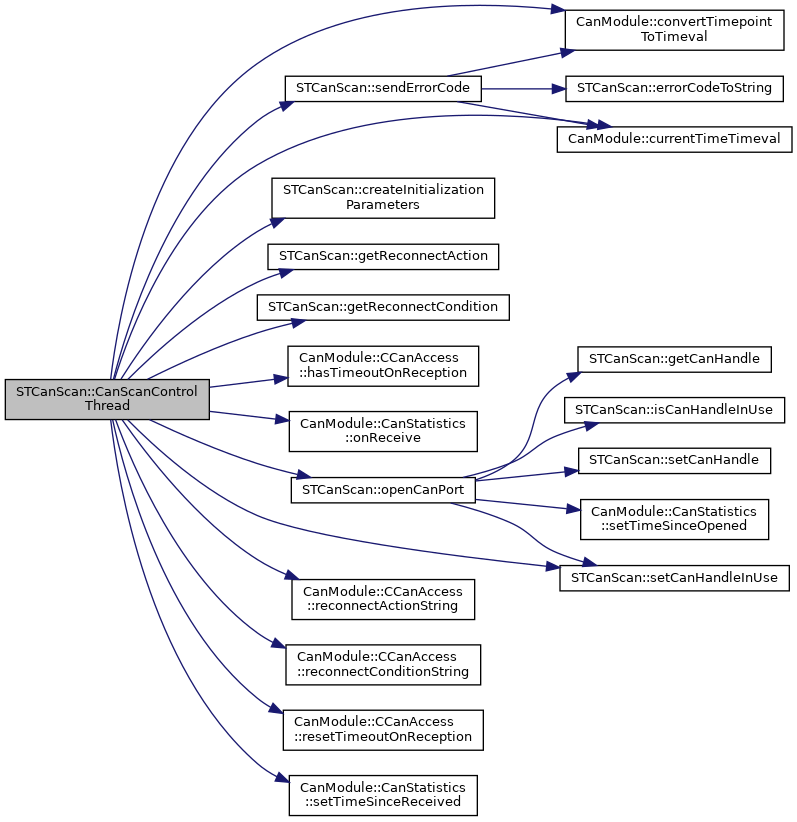 CanModule::convertTimepoint
ToTimeval
STCanScan::sendErrorCode
STCanScan::errorCodeToString
CanModule::currentTimeTimeval
STCanScan::createInitialization
Parameters
STCanScan::getReconnectAction
STCanScan::getReconnectCondition
CanModule::CCanAccess
::hasTimeoutOnReception
STCanScan::CanScanControl
Thread
CanModule::CanStatistics
::onReceive
STCanScan::openCanPort
STCanScan::getCanHandle
STCanScan::isCanHandleInUse
STCanScan::setCanHandle
CanModule::CanStatistics
::setTimeSinceOpened
STCanScan::setCanHandleInUse
CanModule::CCanAccess
::reconnectActionString
CanModule::CCanAccess
::reconnectConditionString
CanModule::CCanAccess
::resetTimeoutOnReception
CanModule::CanStatistics
::setTimeSinceReceived